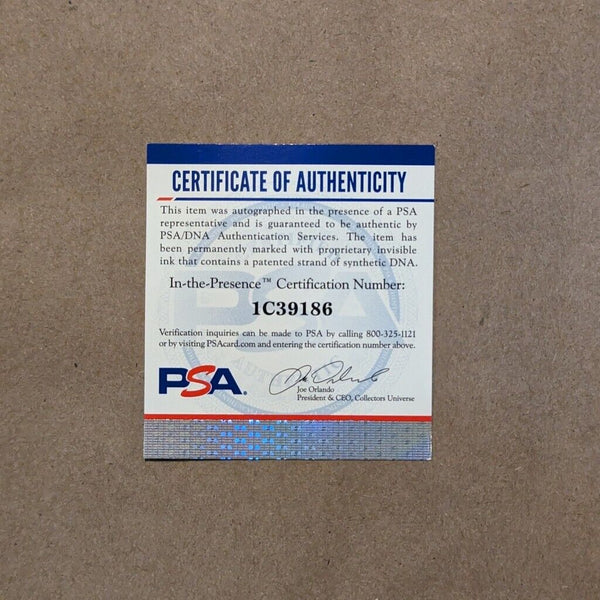 CERTIFICATE OF AUTHENTICITY
This item was autographed in the presence of a PSA
representative and is guaranteed to be authentic by
PSA/DNA Authentication Services. The item has
been permanently marked with proprietary invisible
ink that contains a patented strand of synthetic DNA.
In-the-Presence™ Certification Number:
1C39186
Verification inquiries can be made to PSA by calling 800-325-1121
or by visiting PSAcard.com and entering the certification number above.
PSA.
Joe Orlando
President & CEO, Collectors Universe